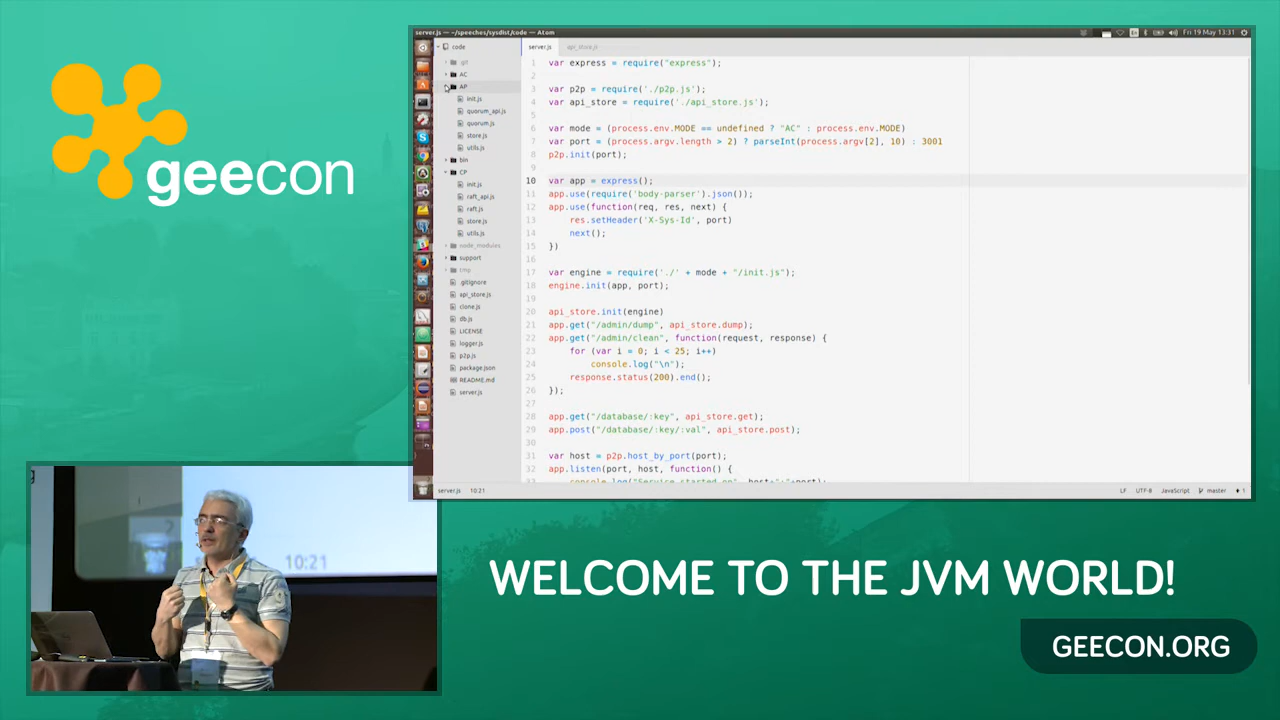 geecon
server.js — ~/speeches/sysdist/code — Atom
Fri 19 May 13:31
code
.git
AC
AP
init.js
quorum_api.js
quorum.js
store.js
utils.js
bin
CP
init.js
raft_api.js
raft.js
store.js
utils.js
node_modules
support
tmp
.gitignore
api_store.js
clone.js
db.js
LICENSE
logger.js
p2p.js
package.json
README.md
server.js
server.js
api_store.js
1 var express = require("express");
2
3 var p2p = require('./p2p.js');
4 var api_store = require('./api_store.js');
5
6 var mode = (process.env.MODE == undefined ? "AC" : process.env.MODE)
7 var port = (process.argv.length > 2) ? parseInt(process.argv[2], 10) : 3001
8 p2p.init(port);
9
10 var app = express();
11 app.use(require('body-parser').json());
12 app.use(function(req, res, next) {
13 res.setHeader('X-Sys-Id', port)
14 next();
15 })
16
17 var engine = require('./' + mode + "/init.js");
18 engine.init(app, port);
19
20 api_store.init(engine)
21 app.get("/admin/dump", api_store.dump);
22 app.get("/admin/clean", function(request, response) {
23 for (var i = 0; i < 25; i++)
24 console.log("\n");
25 response.status(200).end();
26 });
27
28 app.get("/database/:key", api_store.get);
29 app.post("/database/:key/:val", api_store.post);
30
31 var host = p2p.host_by_port(port);
32 app.listen(port, host, function() {
33 console.log("Service started on", host+":"+port);
server.js 10:21
LF UTF-8 JavaScript master 1
10:21
WELCOME TO THE JVM WORLD!
GEECON.ORG